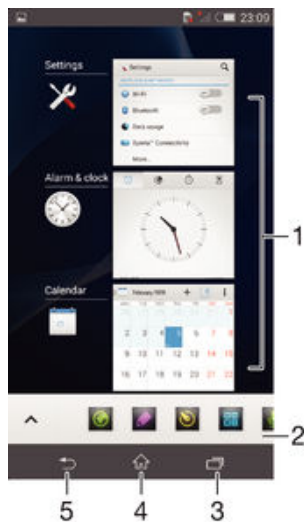 23:09
Settings
Settings
Wi-Fi
Bluetooth
Data usage
Xperia™ Connectivity
More...
1
Alarm & clock
Calendar
2 3 4 5 6 7 8
9 10 11 12 13 14 15
16 17 18 19 20 21 22
2
5 4 3